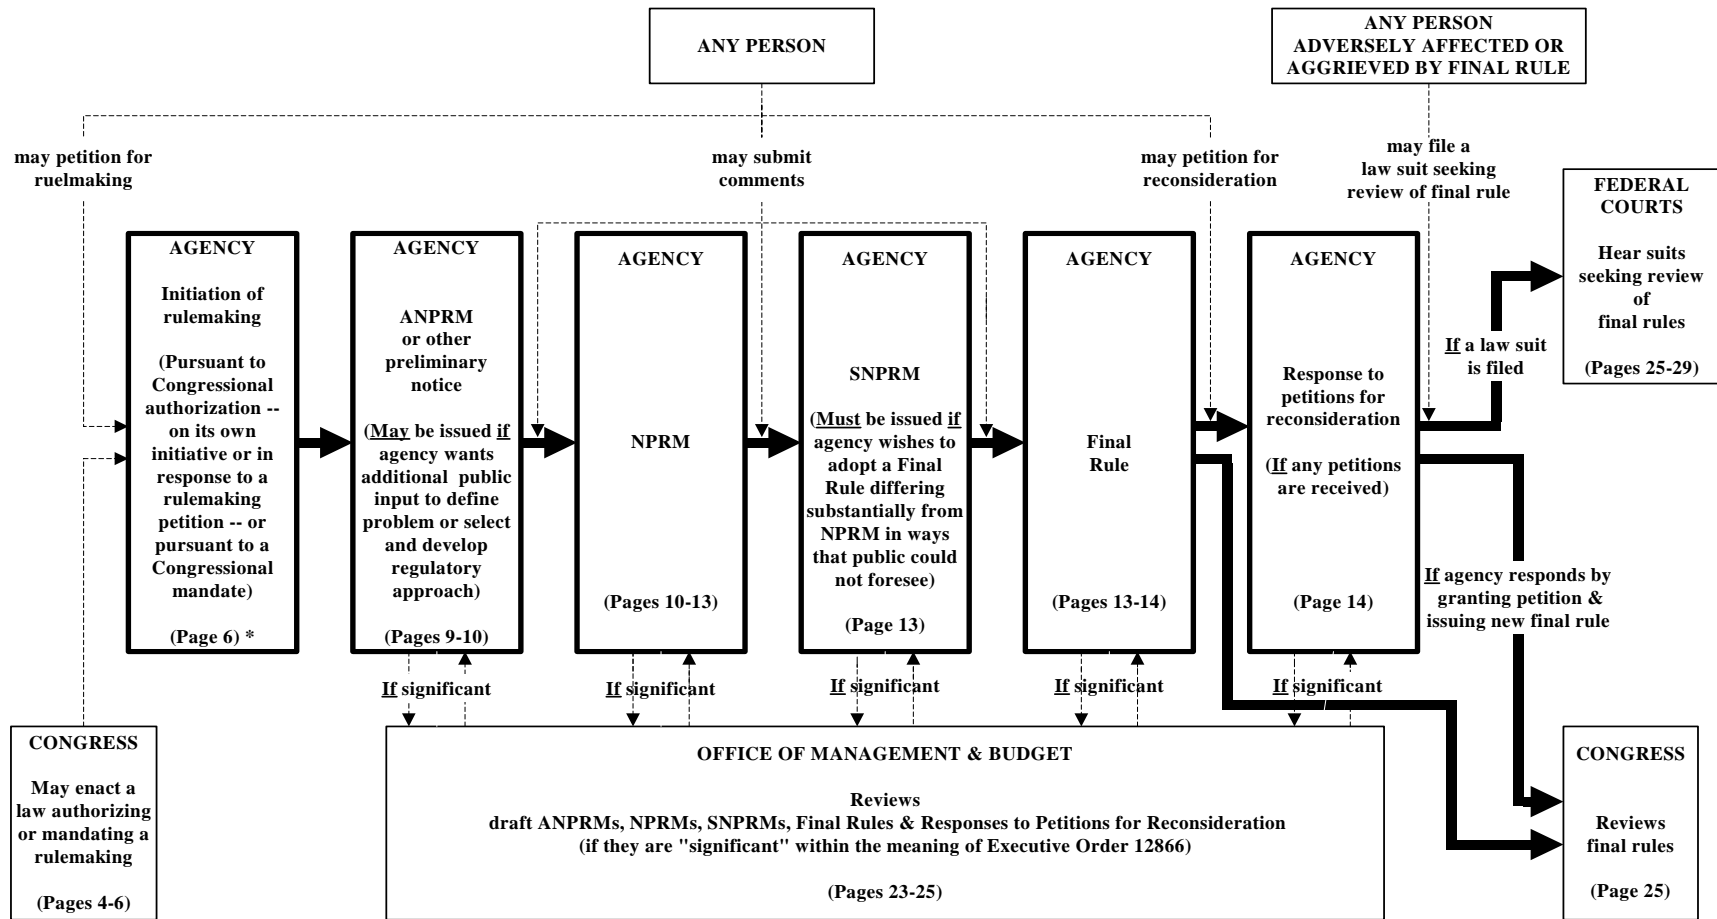 ANY PERSON
ANY PERSON
ADVERSELY AFFECTED OR
AGGRIEVED BY FINAL RULE
may petition for
ruelmaking
may submit
comments
may petition for
reconsideration
may file a
law suit seeking
review of final rule
FEDERAL
COURTS
Hear suits
seeking review
of
final rules
(Pages 25-29)
AGENCY
Initiation of
rulemaking
(Pursuant to
Congressional
authorization --
on its own
initiative or in
response to a
rulemaking
petition -- or
pursuant to a
Congressional
mandate)
(Page 6) *
AGENCY
ANPRM
or other
preliminary
notice
(May be issued if
agency wants
additional public
input to define
problem or select
and develop
regulatory
approach)
(Pages 9-10)
AGENCY
NPRM
(Pages 10-13)
AGENCY
SNPRM
(Must be issued if
agency wishes to
adopt a Final
Rule differing
substantially from
NPRM in ways
that public could
not foresee)
(Page 13)
AGENCY
Final
Rule
(Pages 13-14)
AGENCY
Response to
petitions for
reconsideration
(If any petitions
are received)
(Page 14)
If a law suit
is filed
If agency responds by
granting petition &
issuing new final rule
If significant
If significant
If significant
If significant
If significant
CONGRESS
May enact a
law authorizing
or mandating a
rulemaking
(Pages 4-6)
OFFICE OF MANAGEMENT & BUDGET
Reviews
draft ANPRMs, NPRMs, SNPRMs, Final Rules & Responses to Petitions for Reconsideration
(if they are "significant" within the meaning of Executive Order 12866)
(Pages 23-25)
CONGRESS
Reviews
final rules
(Page 25)